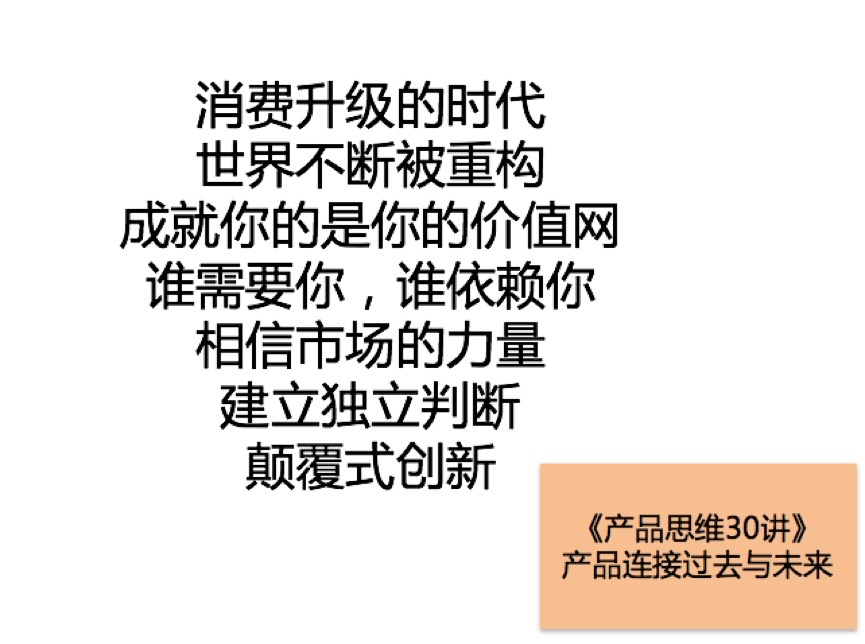 消费升级的时代
世界不断被重构
成就你的是你的价值网
谁需要你，谁依赖你
相信市场的力量
建立独立判断
颠覆式创新
《产品思维30讲》
产品连接过去与未来